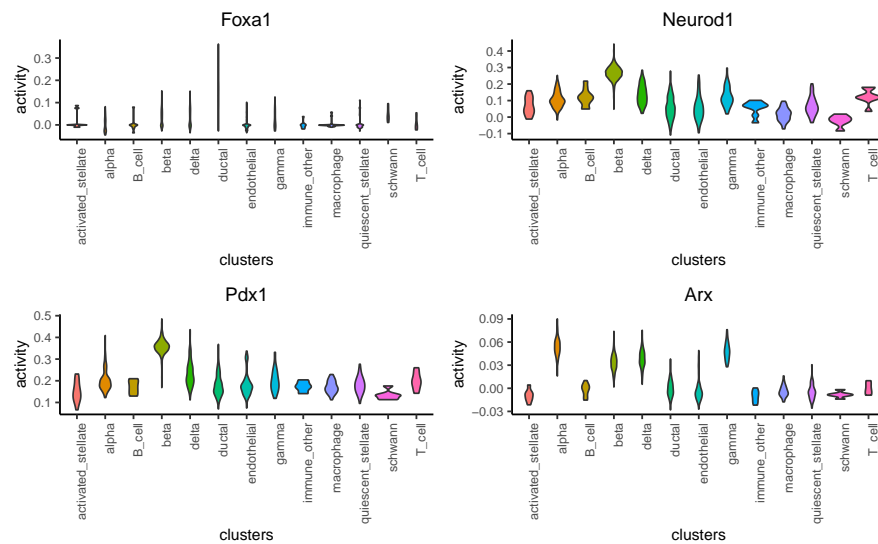 Foxa1
activity
0.3
0.2
0.1
0.0
activated_stellate
alpha
B_cell
beta
delta
ductal
endothelial
gamma
immune_other
macrophage
quiescent_stellate
schwann
T_cell
clusters
Neurod1
activity
0.4
0.3
0.2
0.1
0.0
−0.1
activated_stellate
alpha
B_cell
beta
delta
ductal
endothelial
gamma
immune_other
macrophage
quiescent_stellate
schwann
T_cell
clusters
Pdx1
activity
0.5
0.4
0.3
0.2
0.1
activated_stellate
alpha
B_cell
beta
delta
ductal
endothelial
gamma
immune_other
macrophage
quiescent_stellate
schwann
T_cell
clusters
Arx
activity
0.09
0.06
0.03
0.00
−0.03
activated_stellate
alpha
B_cell
beta
delta
ductal
endothelial
gamma
immune_other
macrophage
quiescent_stellate
schwann
T_cell
clusters